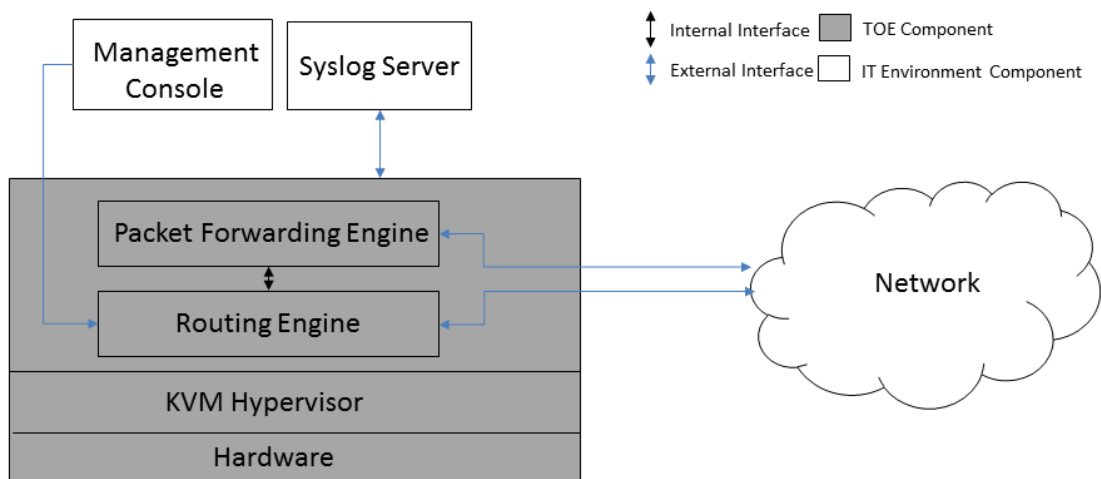 Management
Console
Syslog Server
Internal Interface
TOE Component
External Interface
IT Environment Component
Packet Forwarding Engine
Routing Engine
Network
KVM Hypervisor
Hardware